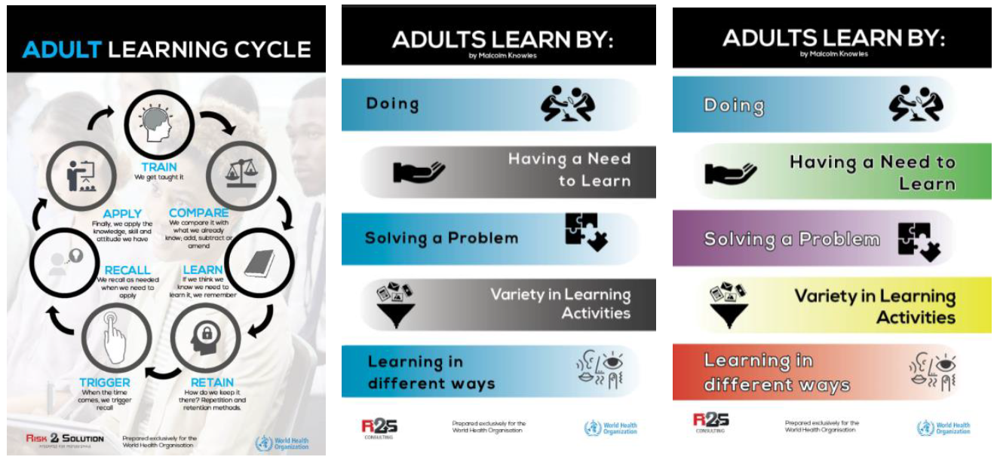 ADULT LEARNING CYCLE
TRAIN
We get taught it
COMPARE
We compare it with
what we already
know; add, subtract or
amend
LEARN
If we think we
know we need to
learn it, we remember
RETAIN
How do we keep it
there? Repetition and
retention methods.
TRIGGER
When the time
comes, we trigger
recall
RECALL
We recall as needed
when we need to
apply
APPLY
Finally, we apply the
knowledge, skill and
attitude we have
RISK 2 SOLUTION
Prepared exclusively for the
World Health Organisation
World Health
Organization
ADULTS LEARN BY:
by Malcolm Knowles
Doing
Having a Need
to Learn
Solving a Problem
Variety in Learning
Activities
Learning in
different ways
R2S
CONSULTING
Prepared exclusively for the
World Health Organisation
World Health
Organization
ADULTS LEARN BY:
by Malcolm Knowles
Doing
Having a Need to
Learn
Solving a Problem
Variety in Learning
Activities
Learning in
different ways
R2S
CONSULTING
Prepared exclusively for the
World Health Organisation
World Health
Organization